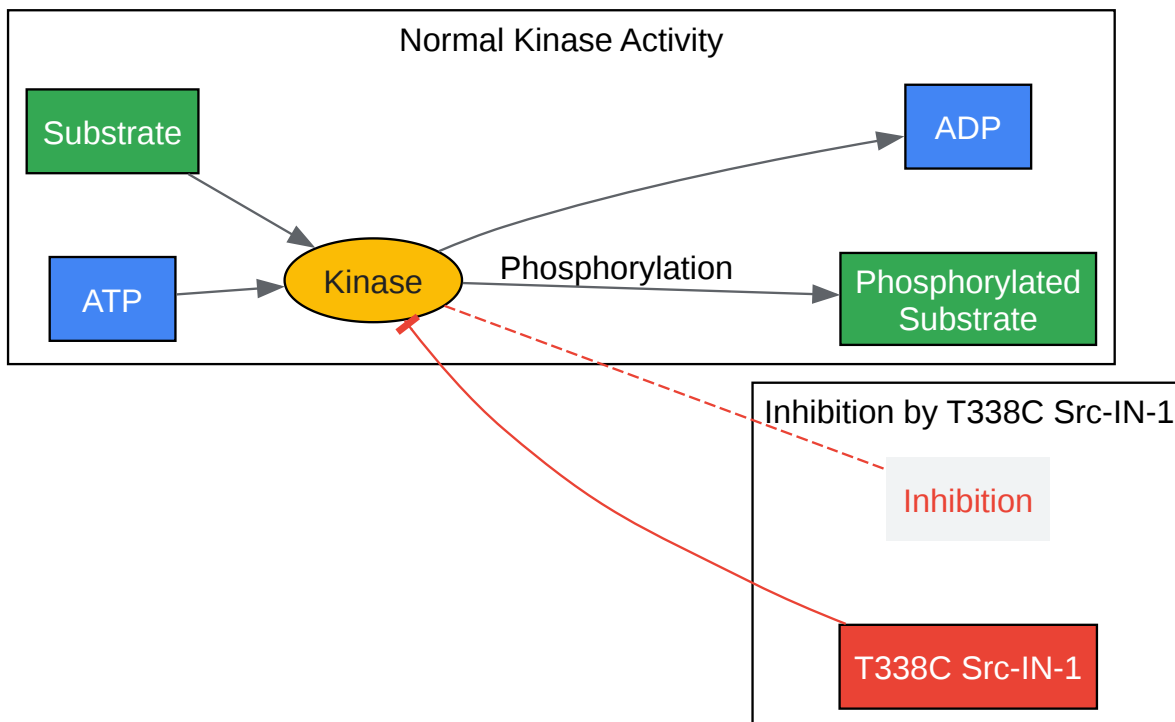 Normal Kinase Activity
Substrate
ADP
ATP
Kinase
Phosphorylation
Phosphorylated
Substrate
Inhibition by T338C Src-IN-1
Inhibition
T338C Src-IN-1